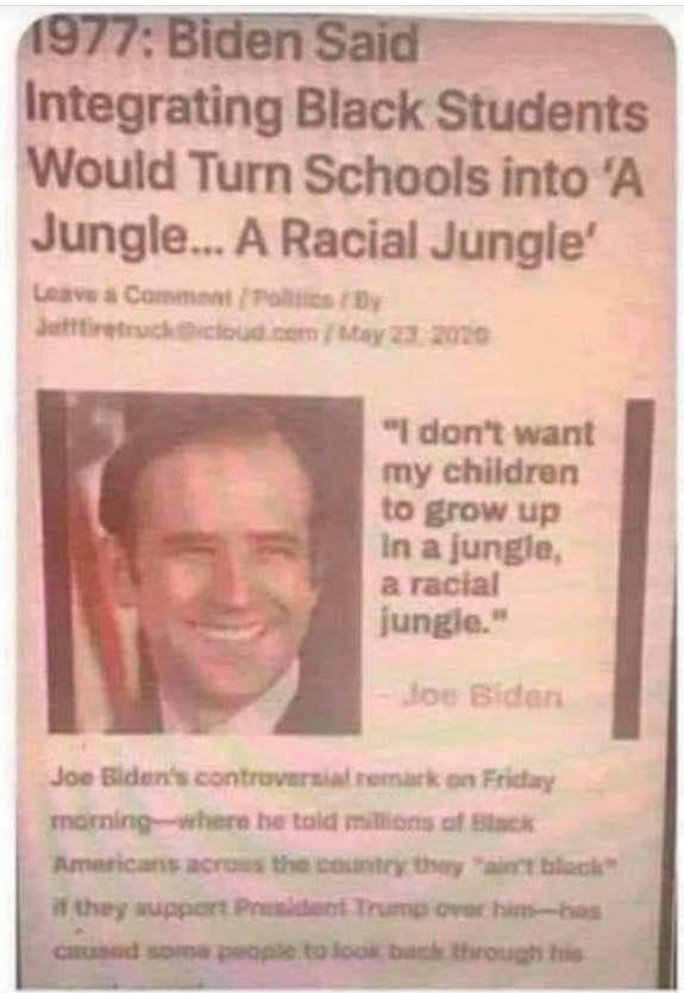 1977: Biden Said
Integrating Black Students
Would Turn Schools into 'A
Jungle... A Racial Jungle'
Leave a Comment / Politics / By
Jefffiretruck@icloud.com / May 23, 2020
"I don't want
my children
to grow up
in a jungle,
a racial
jungle."
- Joe Biden
Joe Biden's controversial remark on Friday
morning—where he told millions of Black
Americans across the country they "ain't black"
if they support President Trump over him—has
caused some people to look back through his